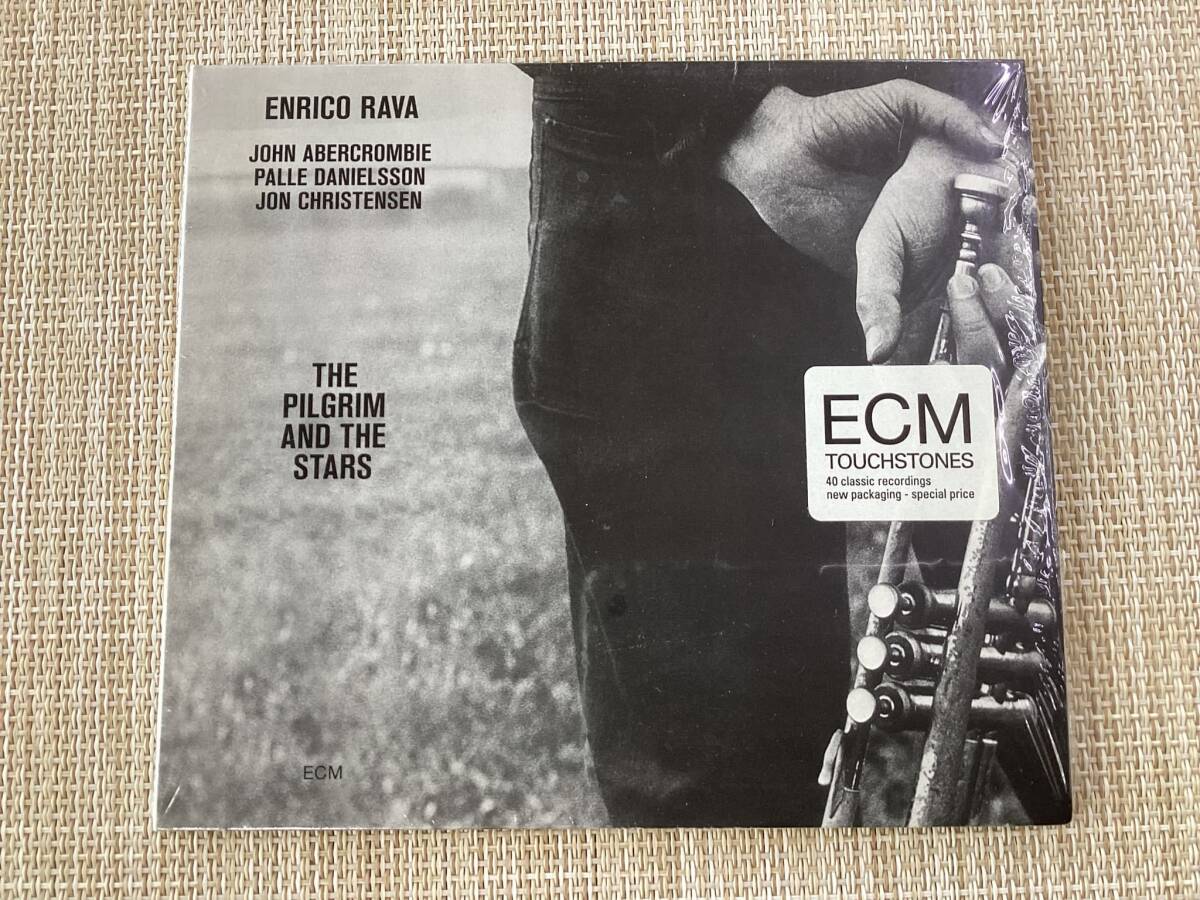 ENRICO RAVA
JOHN ABERCROMBIE
PALLE DANIELSSON
JON CHRISTENSEN
THE
PILGRIM
AND THE
STARS
ECM
TOUCHSTONES
40 classic recordings
new packaging - special price
ECM